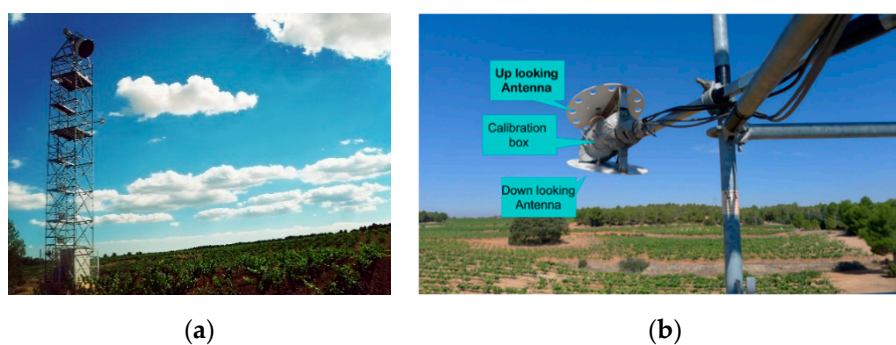 Up looking
Antenna
Calibration
box
Down looking
Antenna
(a)
(b)